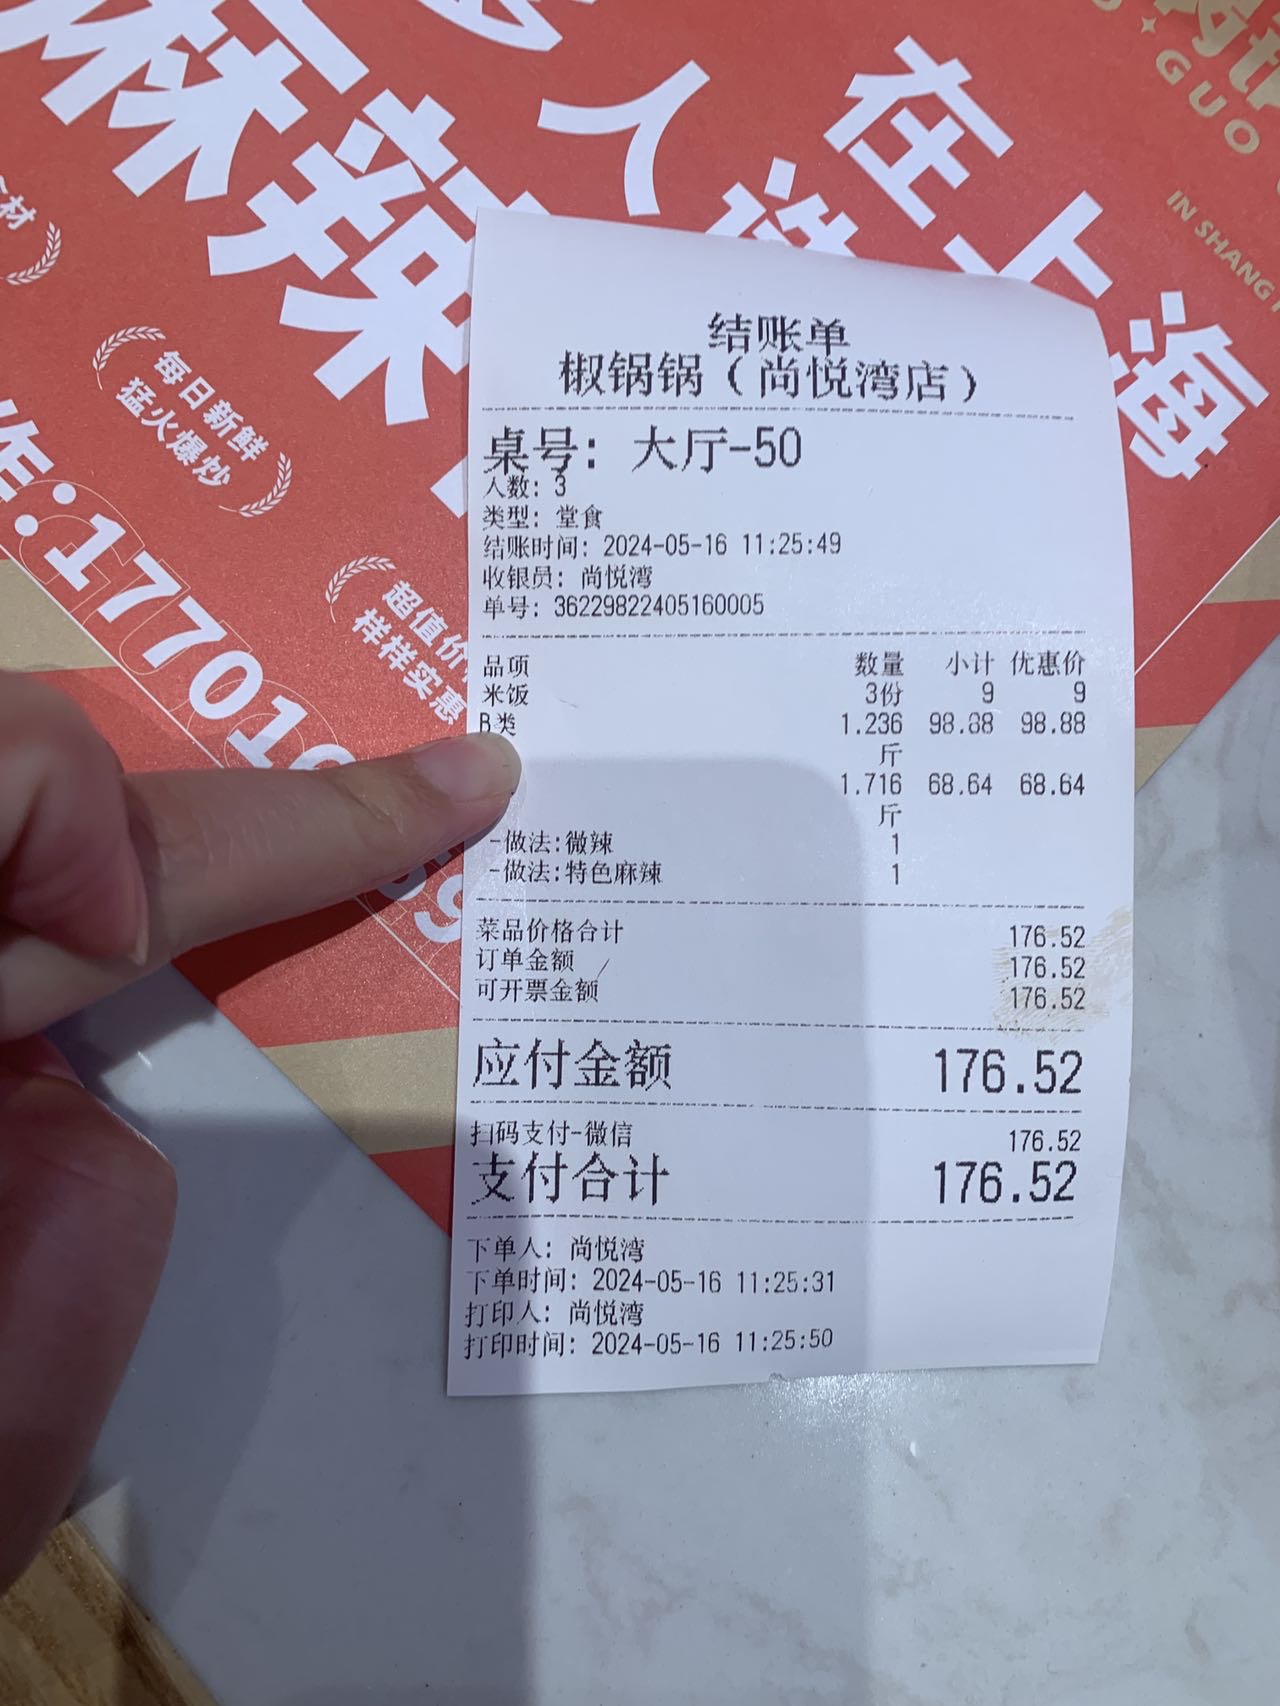 麻辣
人
在上海
GUO
IN SHANG
材
每日新鲜
猛火爆炒
超值价
样样实惠
作:17701
结账单
椒锅锅（尚悦湾店）
桌号: 大厅-50
人数: 3
类型: 堂食
结账时间: 2024-05-16 11:25:49
收银员: 尚悦湾
单号: 36229822405160005
品项 数量 小计 优惠价
米饭 3份 9 9
B类 1.236 98.88 98.88
斤
1.716 68.64 68.64
斤
-做法:微辣 1
-做法:特色麻辣 1
菜品价格合计 176.52
订单金额 176.52
可开票金额 176.52
应付金额 176.52
扫码支付-微信 176.52
支付合计 176.52
下单人: 尚悦湾
下单时间: 2024-05-16 11:25:31
打印人: 尚悦湾
打印时间: 2024-05-16 11:25:50